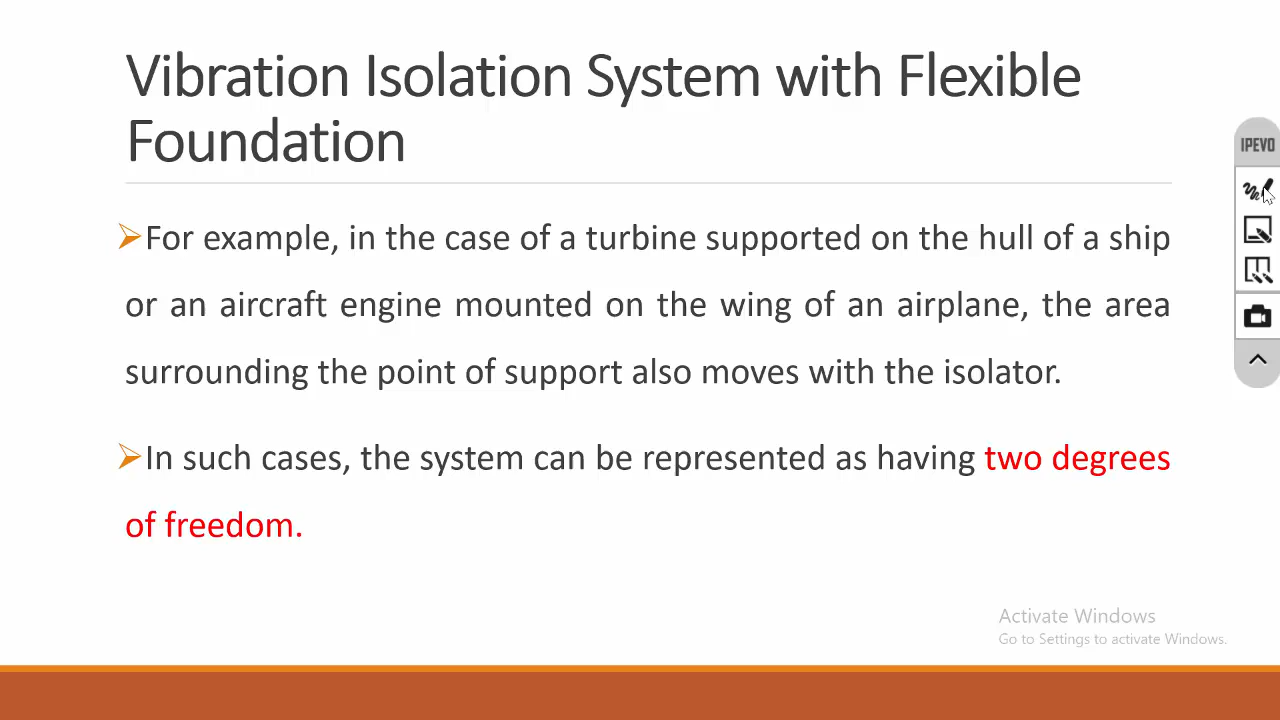 Vibration Isolation System with Flexible
Foundation
For example, in the case of a turbine supported on the hull of a ship
or an aircraft engine mounted on the wing of an airplane, the area
surrounding the point of support also moves with the isolator.
In such cases, the system can be represented as having two degrees
of freedom.
IPEVO
Activate Windows
Go to Settings to activate Windows.